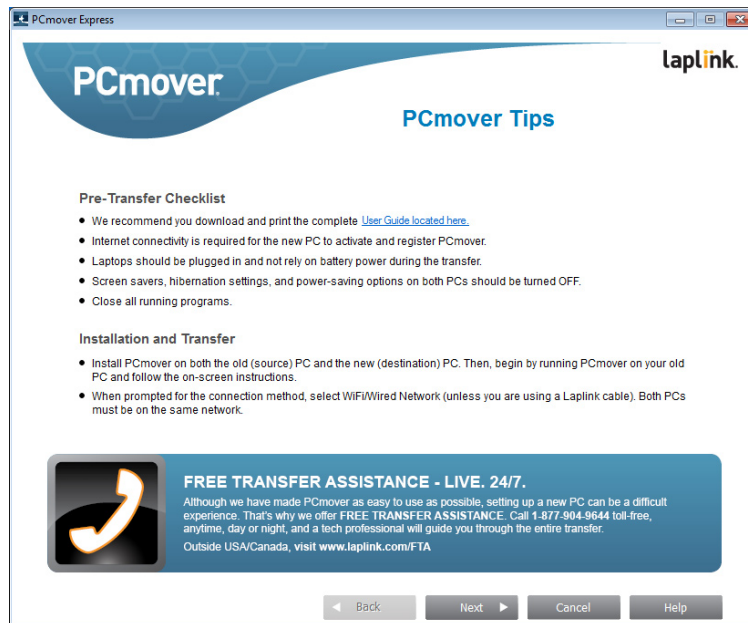 PCmover Express
laplink.
PCmover
PCmover Tips
Pre-Transfer Checklist
• We recommend you download and print the complete User Guide located here.
• Internet connectivity is required for the new PC to activate and register PCmover.
• Laptops should be plugged in and not rely on battery power during the transfer.
• Screen savers, hibernation settings, and power-saving options on both PCs should be turned OFF.
• Close all running programs.
Installation and Transfer
• Install PCmover on both the old (source) PC and the new (destination) PC. Then, begin by running PCmover on your old
PC and follow the on-screen instructions.
• When prompted for the connection method, select WiFi/Wired Network (unless you are using a Laplink cable). Both PCs
must be on the same network.
FREE TRANSFER ASSISTANCE - LIVE. 24/7.
Although we have made PCmover as easy to use as possible, setting up a new PC can be a difficult
experience. That's why we offer FREE TRANSFER ASSISTANCE. Call 1-877-904-9644 toll-free,
anytime, day or night, and a tech professional will guide you through the entire transfer.
Outside USA/Canada, visit www.laplink.com/FTA
Back
Next
Cancel
Help